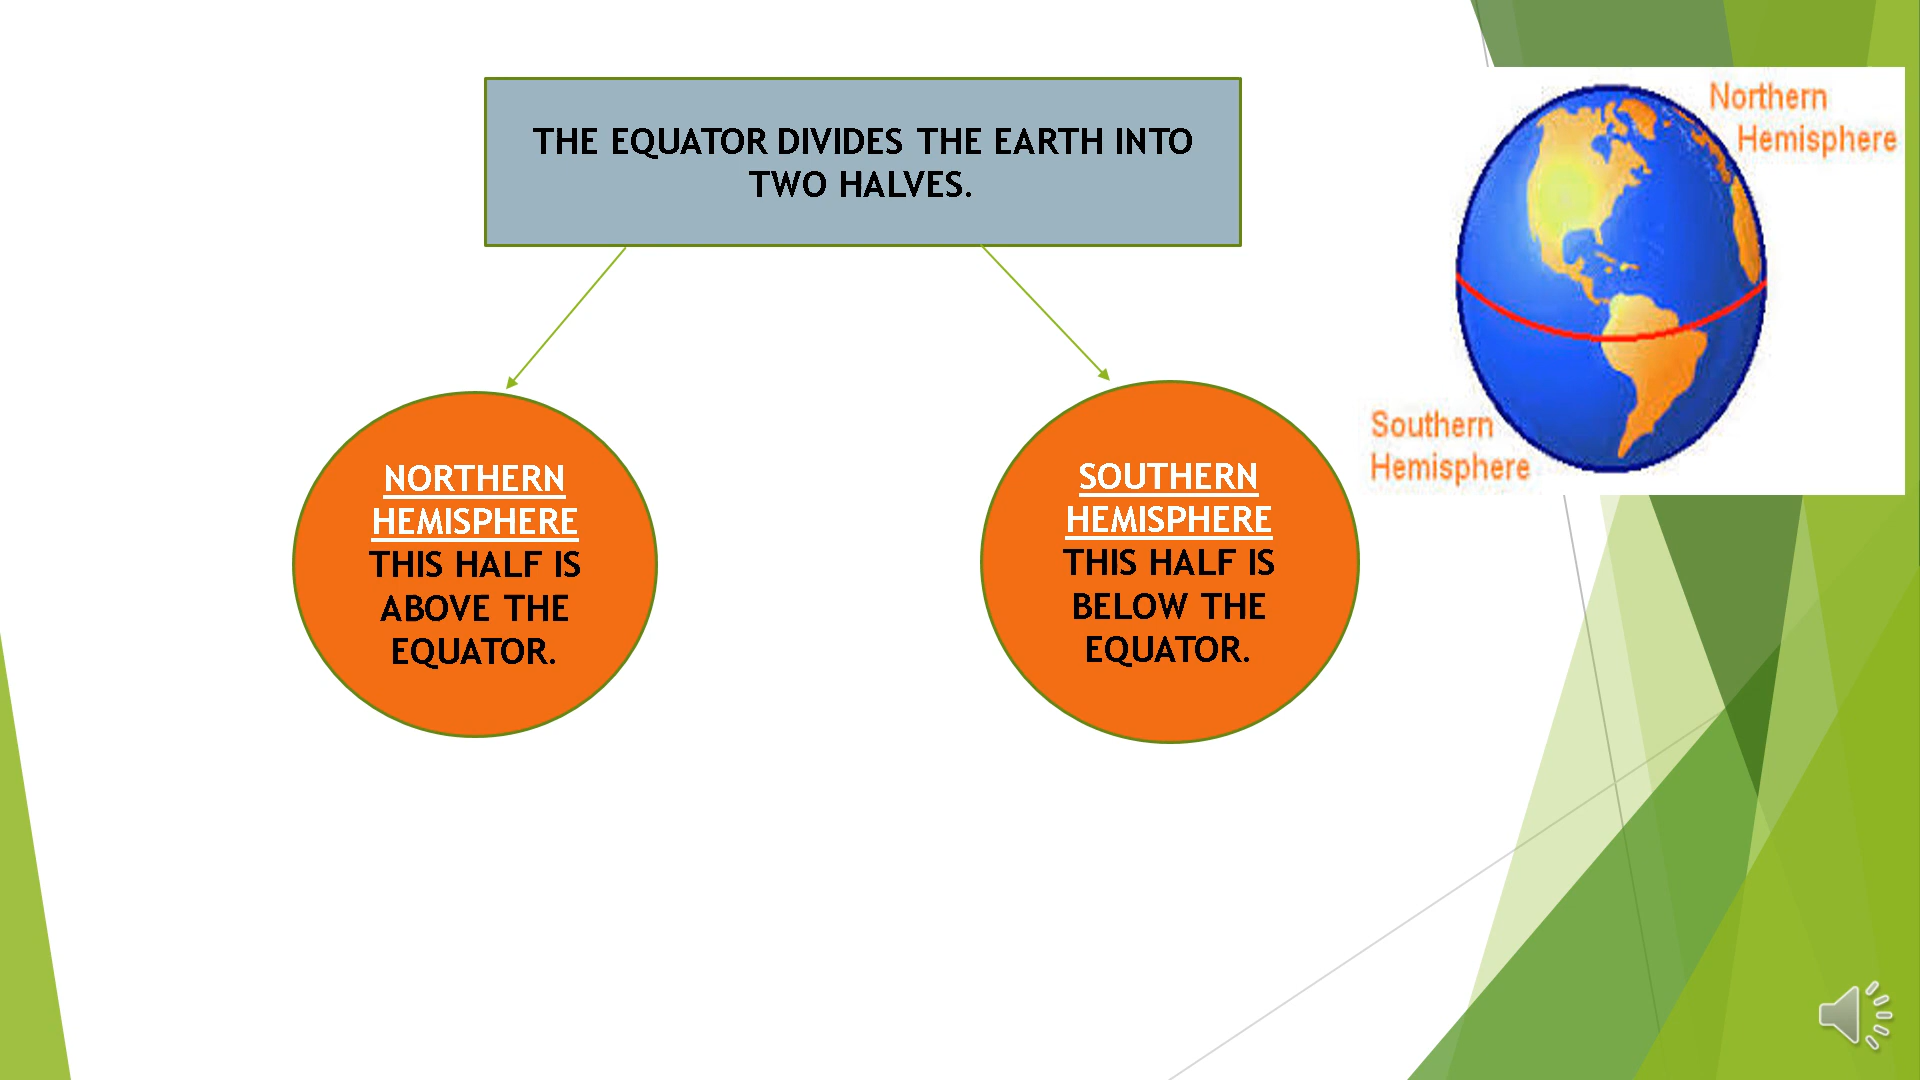 THE EQUATOR DIVIDES THE EARTH INTO
TWO HALVES.
NORTHERN
HEMISPHERE
THIS HALF IS
ABOVE THE
EQUATOR.
SOUTHERN
HEMISPHERE
THIS HALF IS
BELOW THE
EQUATOR.
Northern
Hemisphere
Southern
Hemisphere